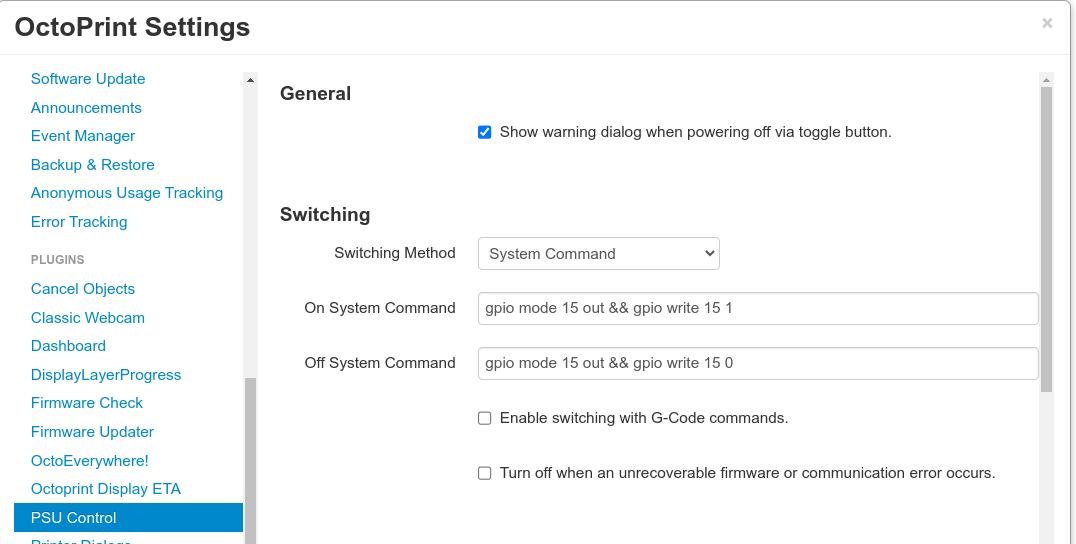 OctoPrint Settings
×
Software Update
Announcements
Event Manager
Backup & Restore
Anonymous Usage Tracking
Error Tracking
PLUGINS
Cancel Objects
Classic Webcam
Dashboard
DisplayLayerProgress
Firmware Check
Firmware Updater
OctoEverywhere!
Octoprint Display ETA
PSU Control
Printer Dialogs
General
Show warning dialog when powering off via toggle button.
Switching
Switching Method System Command
On System Command gpio mode 15 out && gpio write 15 1
Off System Command gpio mode 15 out && gpio write 15 0
Enable switching with G-Code commands.
Turn off when an unrecoverable firmware or communication error occurs.